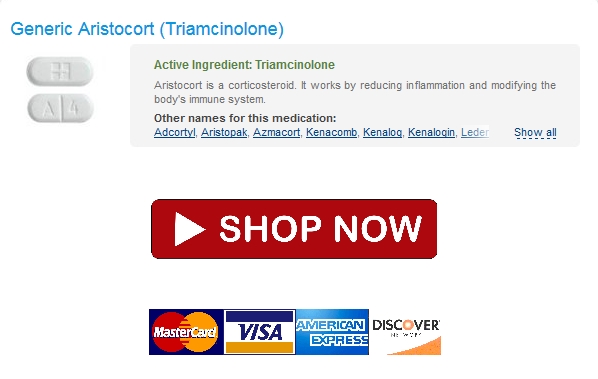 Generic Aristocort (Triamcinolone)
Active Ingredient: Triamcinolone
Aristocort is a corticosteroid. It works by reducing inflammation and modifying the
body's immune system.
Other names for this medication:
Adcortyl, Aristopak, Azmacort, Kenacomb, Kenalog, Kenalogin, Leder Show all
A 4
SHOP NOW
MasterCard VISA AMERICAN EXPRESS DISCOVER NETWORK